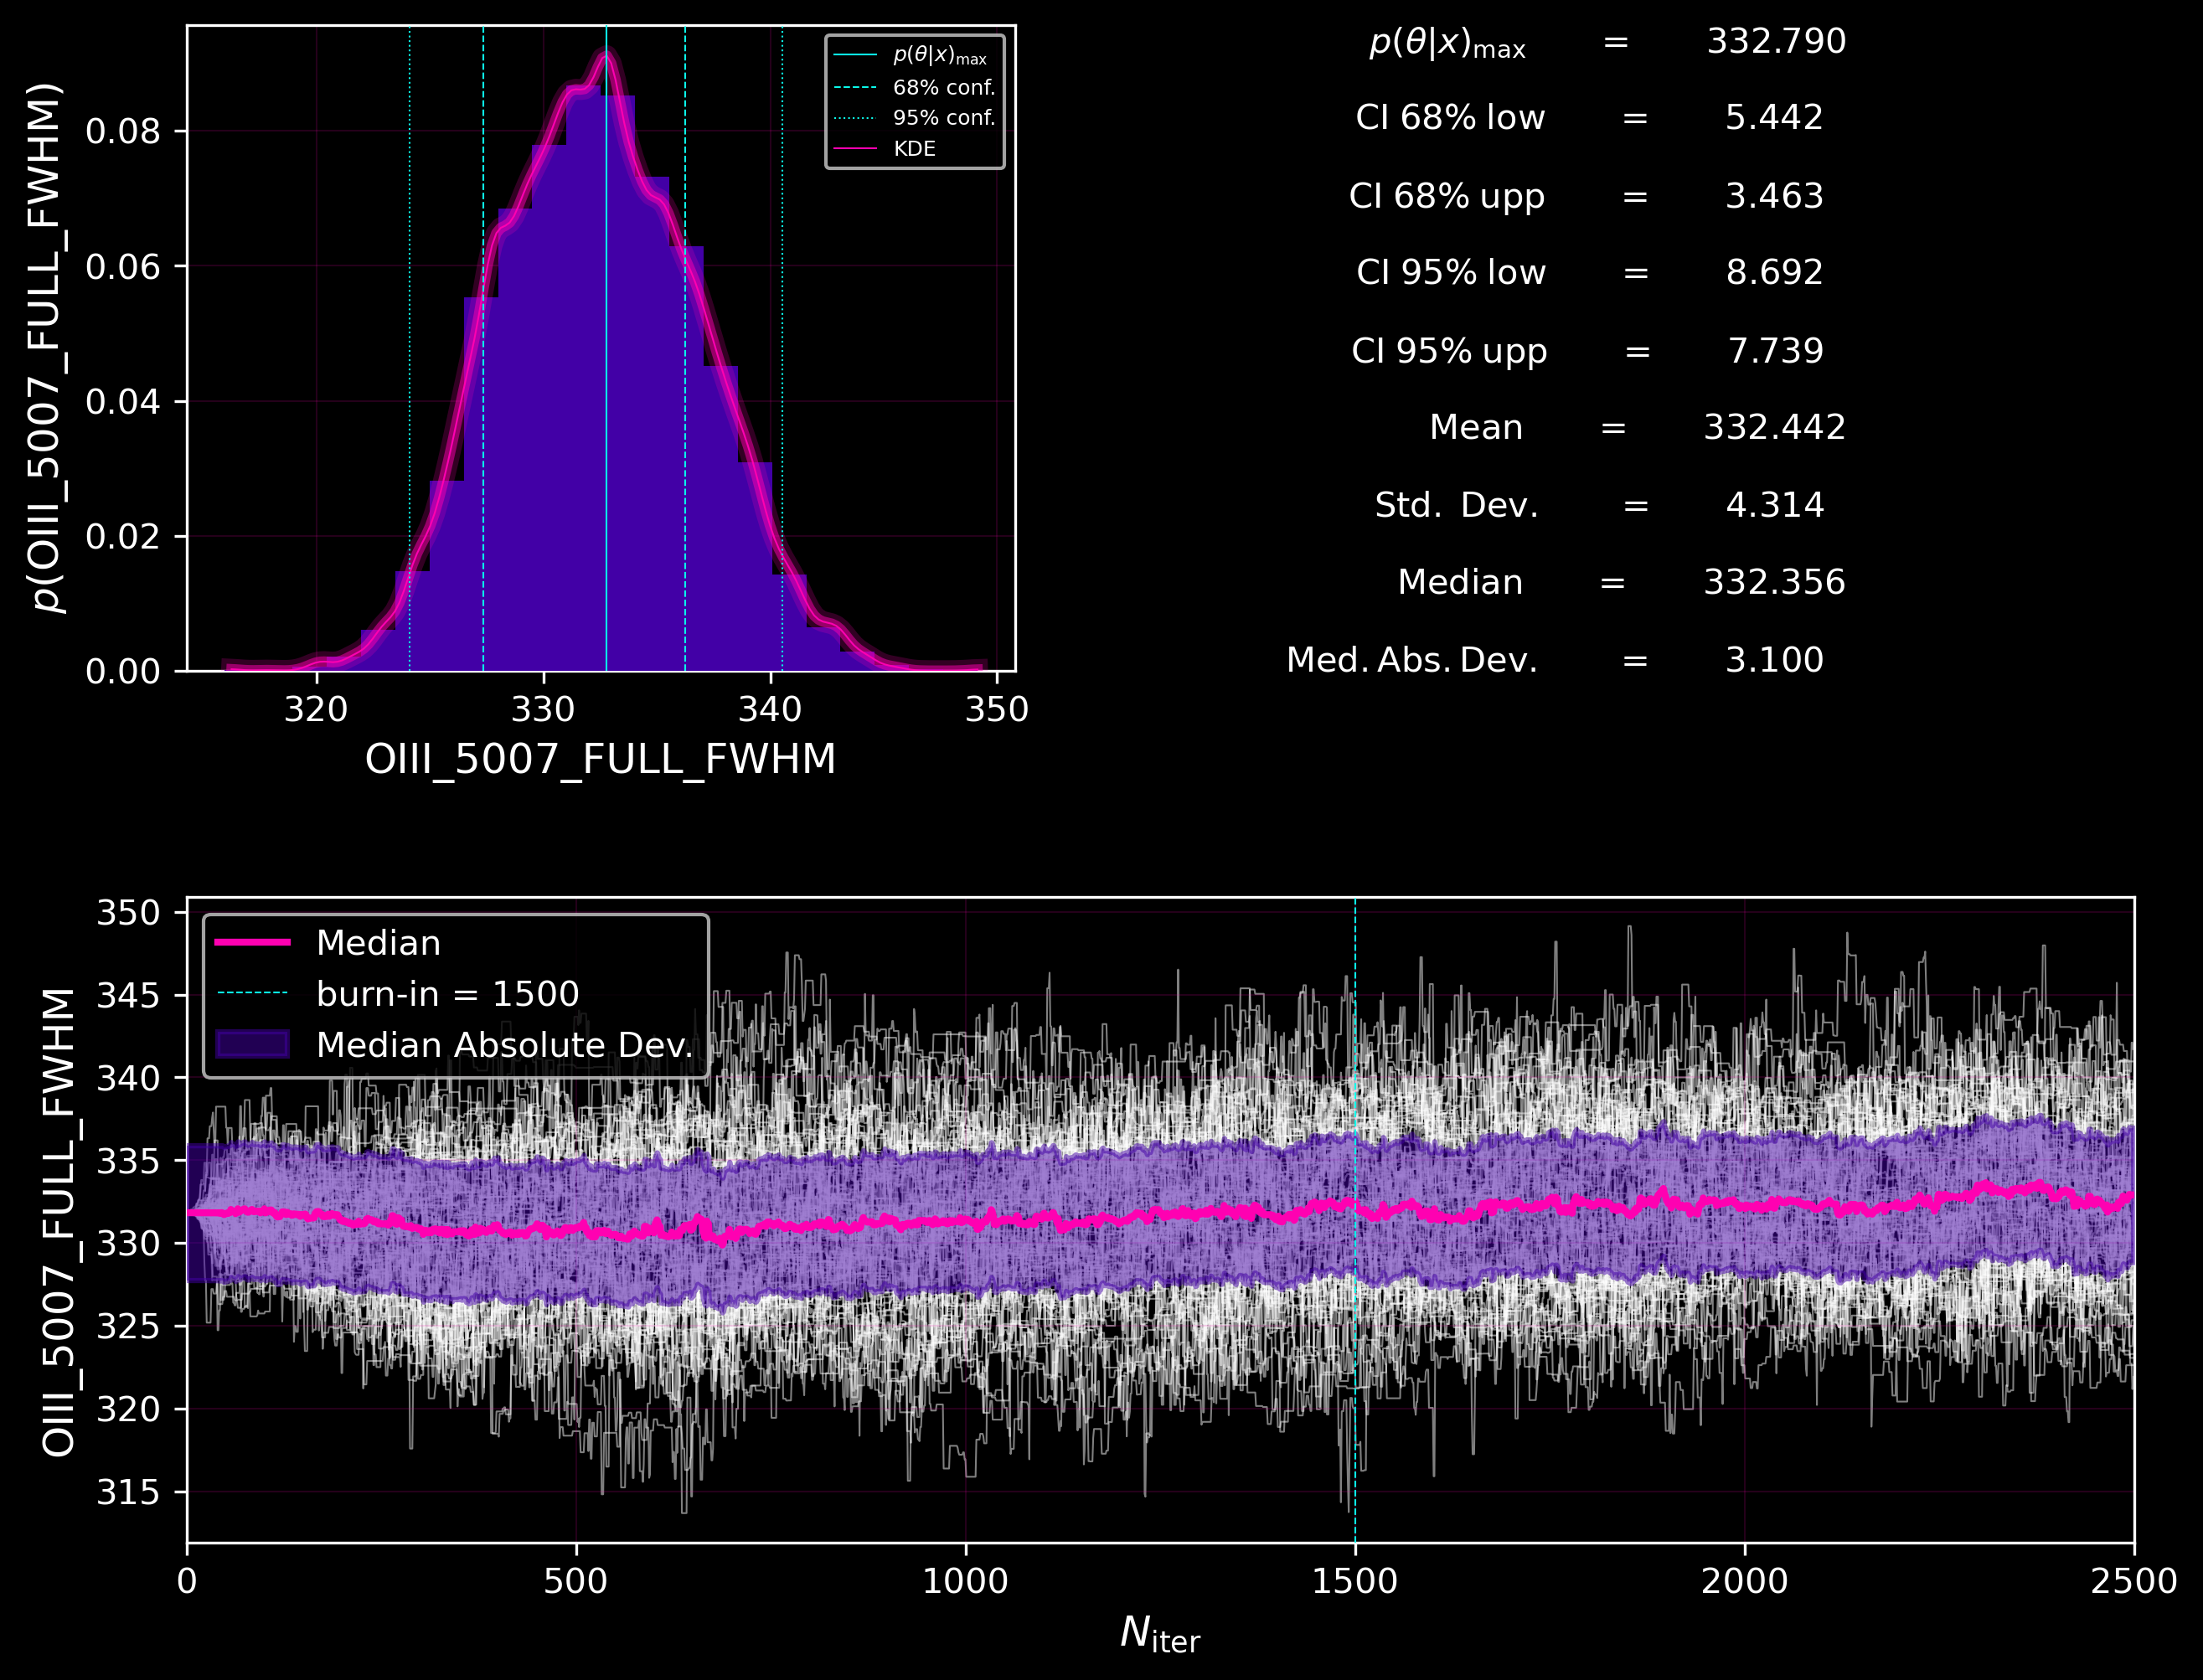 p(OIII_5007_FULL_FWHM)
0.08
0.06
0.04
0.02
0.00
320 330 340 350
OIII_5007_FULL_FWHM
p(θ|x)max
68% conf.
95% conf.
KDE
p(θ|x)max = 332.790
CI 68% low = 5.442
CI 68% upp = 3.463
CI 95% low = 8.692
CI 95% upp = 7.739
Mean = 332.442
Std. Dev. = 4.314
Median = 332.356
Med. Abs. Dev. = 3.100
OIII_5007_FULL_FWHM
350
345
340
335
330
325
320
315
Median
burn-in = 1500
Median Absolute Dev.
0 500 1000 1500 2000 2500
Niter